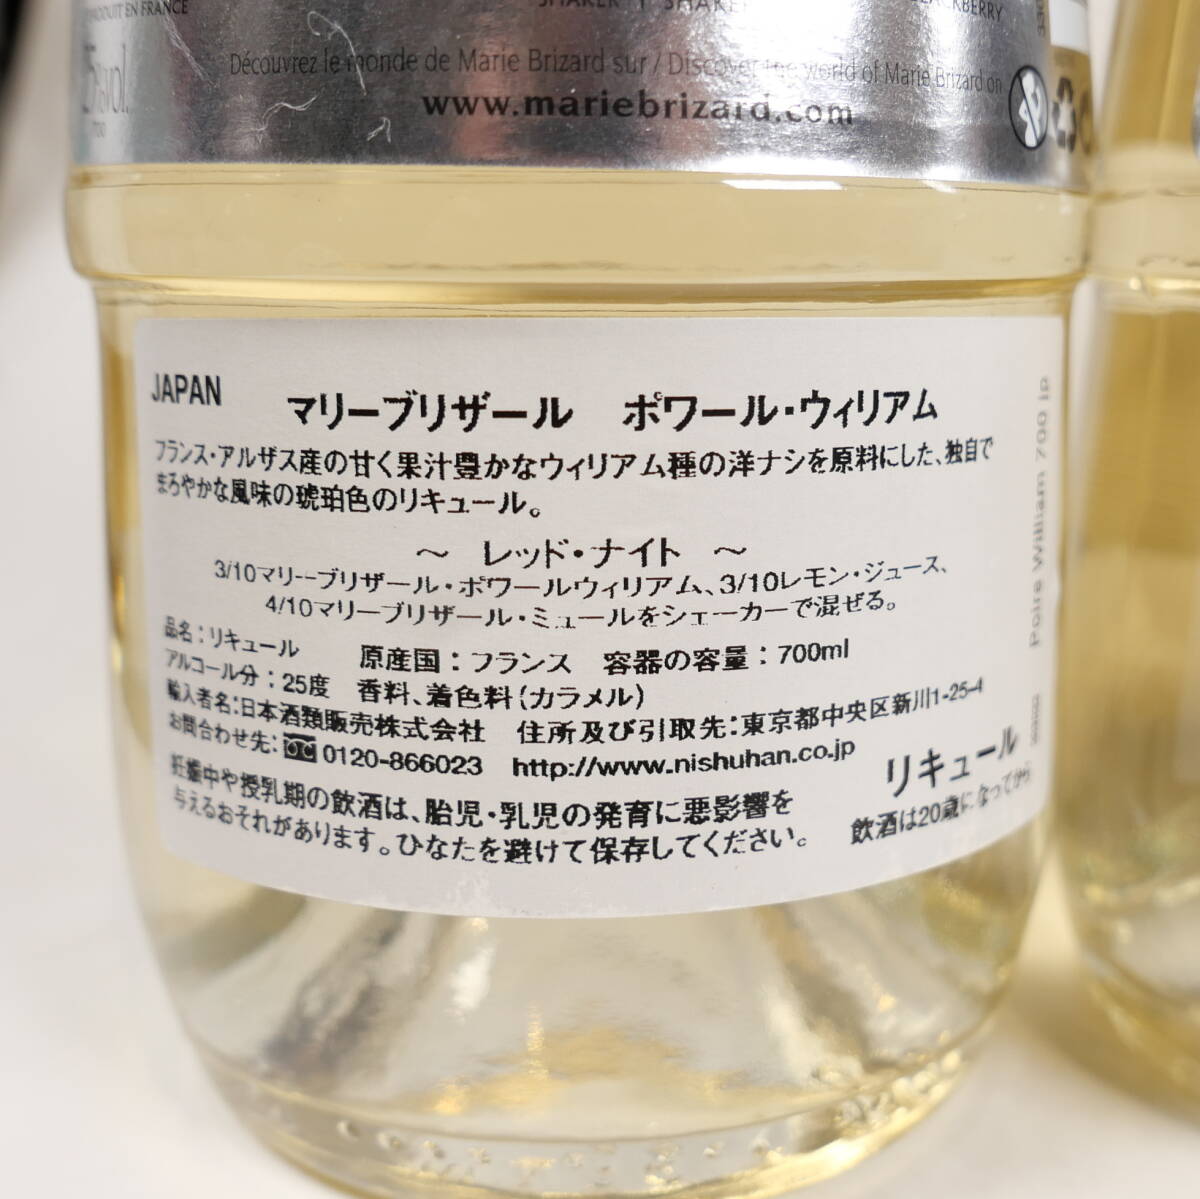 PRODUIT EN FRANCE
SHAKER
BLACKBERRY
25%vol.
Découvrez le monde de Marie Brizard sur / Discover the world of Marie Brizard on
www.mariebrizard.com
JAPAN
マリーブリザール ポワール・ウィリアム
フランス・アルザス産の甘く果汁豊かなウィリアム種の洋ナシを原料にした、独自で
まろやかな風味の琥珀色のリキュール。
～ レッド・ナイト ～
3/10マリーブリザール・ポワールウィリアム、3/10レモン・ジュース、
4/10マリーブリザール・ミュールをシェーカーで混ぜる。
品名：リキュール 原産国：フランス 容器の容量：700ml
アルコール分：25度 香料、着色料（カラメル）
輸入者名：日本酒類販売株式会社 住所及び引取先：東京都中央区新川1-25-4
お問合わせ先： 0120-866023 http://www.nishuhan.co.jp
妊娠中や授乳期の飲酒は、胎児・乳児の発育に悪影響を
与えるおそれがあります。ひなたを避けて保存してください。
リキュール
飲酒は20歳になってから
Poire William 700 jp